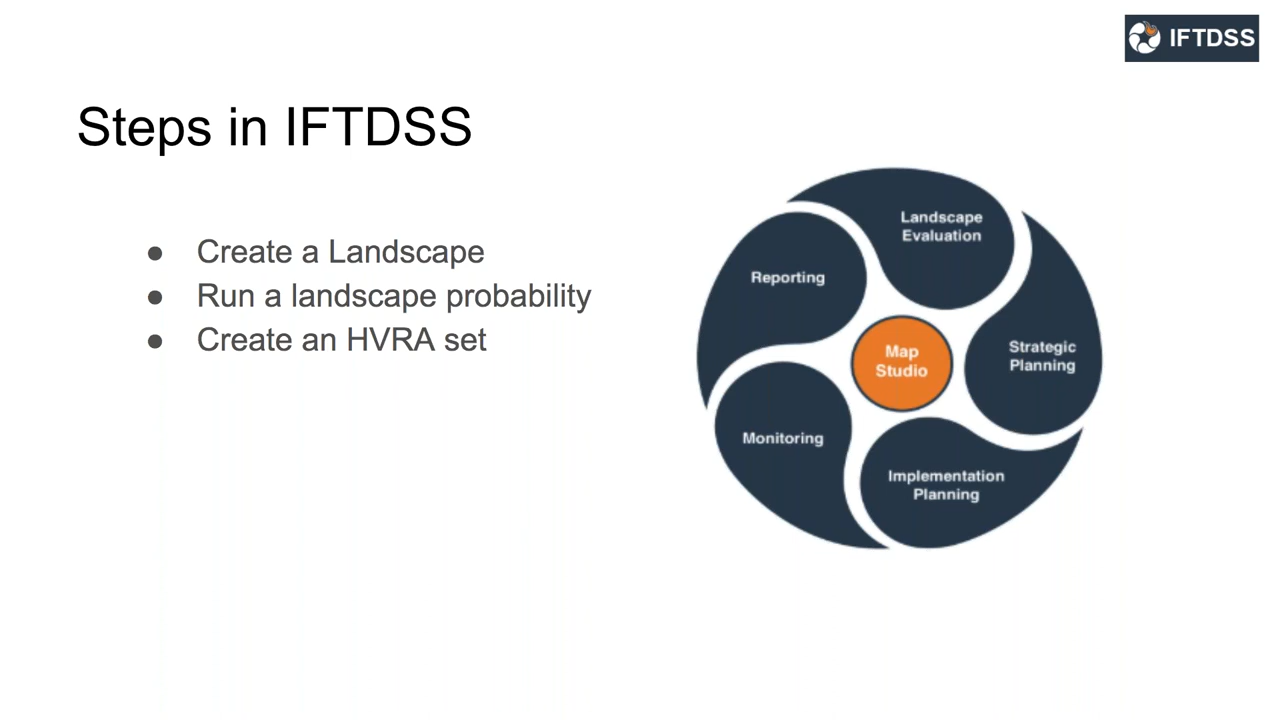 IFTDSS
Steps in IFTDSS
● Create a Landscape
● Run a landscape probability
● Create an HVRA set
Landscape
Evaluation
Reporting
Strategic
Planning
Map
Studio
Monitoring
Implementation
Planning